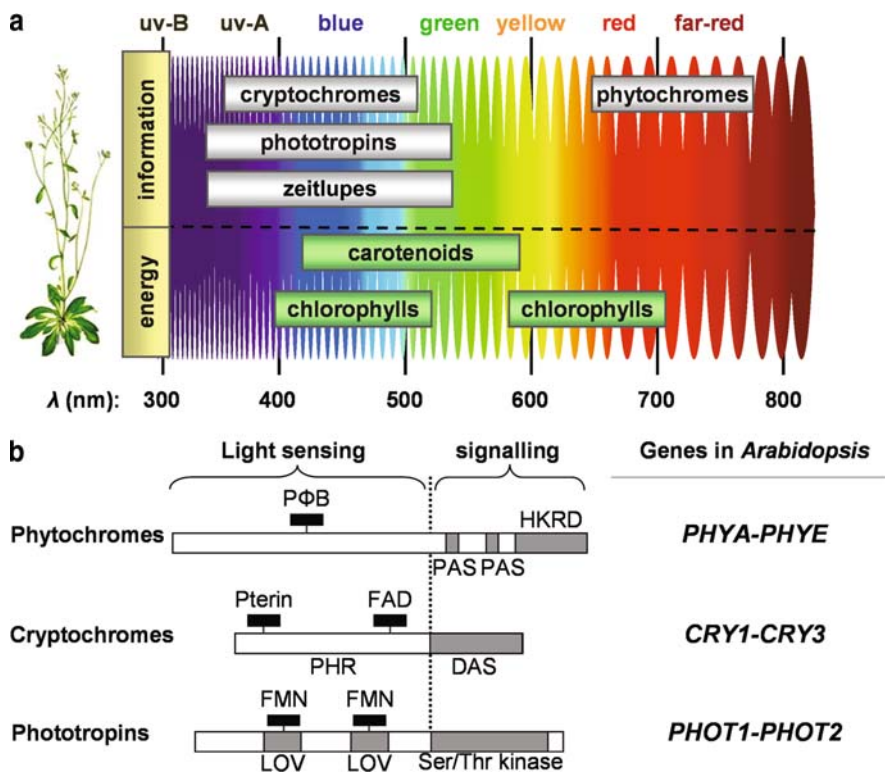 a
uv-B uv-A blue green yellow orange red far-red
information
cryptochromes phytochromes
phototropins
zeitlupes
energy
carotenoids
chlorophylls chlorophylls
λ (nm): 300 400 500 600 700 800
b
Light sensing signalling Genes in Arabidopsis
PΦB HKRD
Phytochromes PHYA-PHYE
PAS PAS
Pterin FAD
Cryptochromes CRY1-CRY3
PHR DAS
FMN FMN
Phototropins PHOT1-PHOT2
LOV LOV Ser/Thr kinase